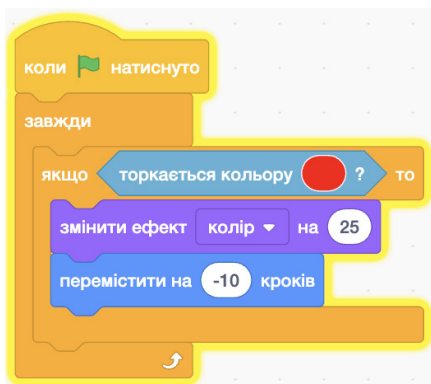 коли натиснуто
завжди
якщо торкається кольору ? то
змінити ефект колір на 25
перемістити на -10 кроків